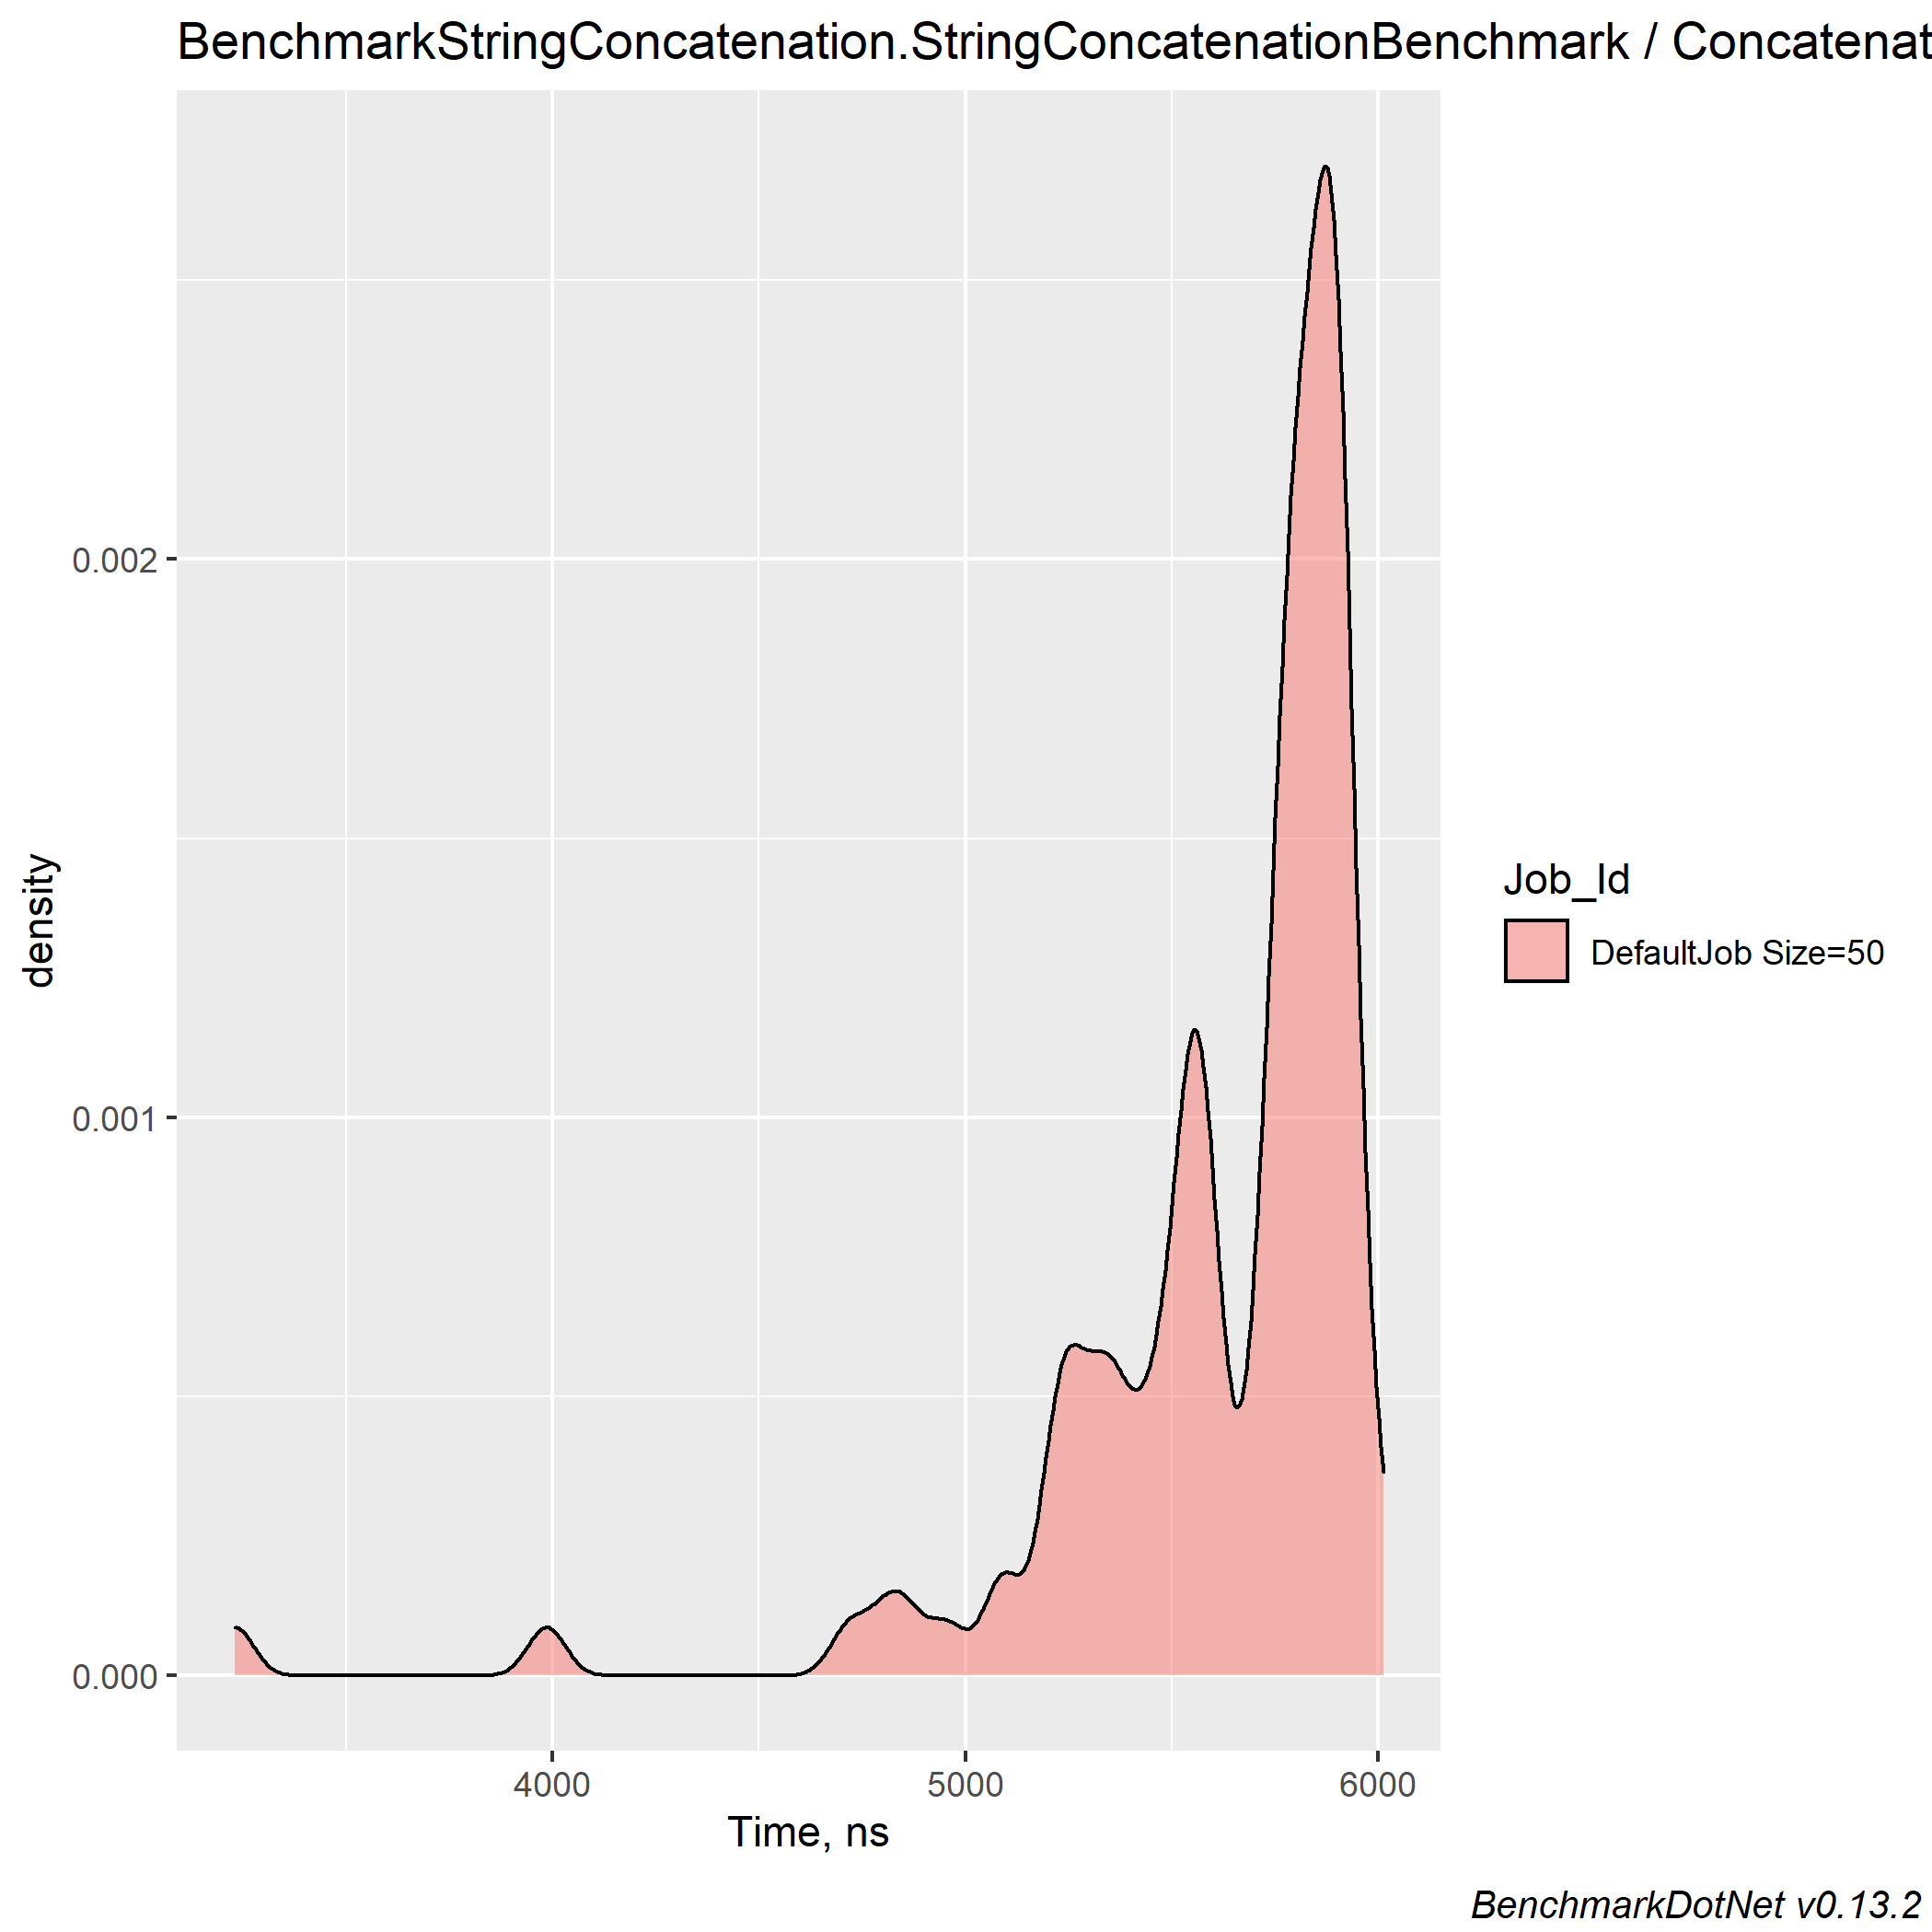 BenchmarkStringConcatenation.StringConcatenationBenchmark / Concatenat
0.002
0.001
0.000
density
4000 5000 6000
Time, ns
Job_Id
DefaultJob Size=50
BenchmarkDotNet v0.13.2